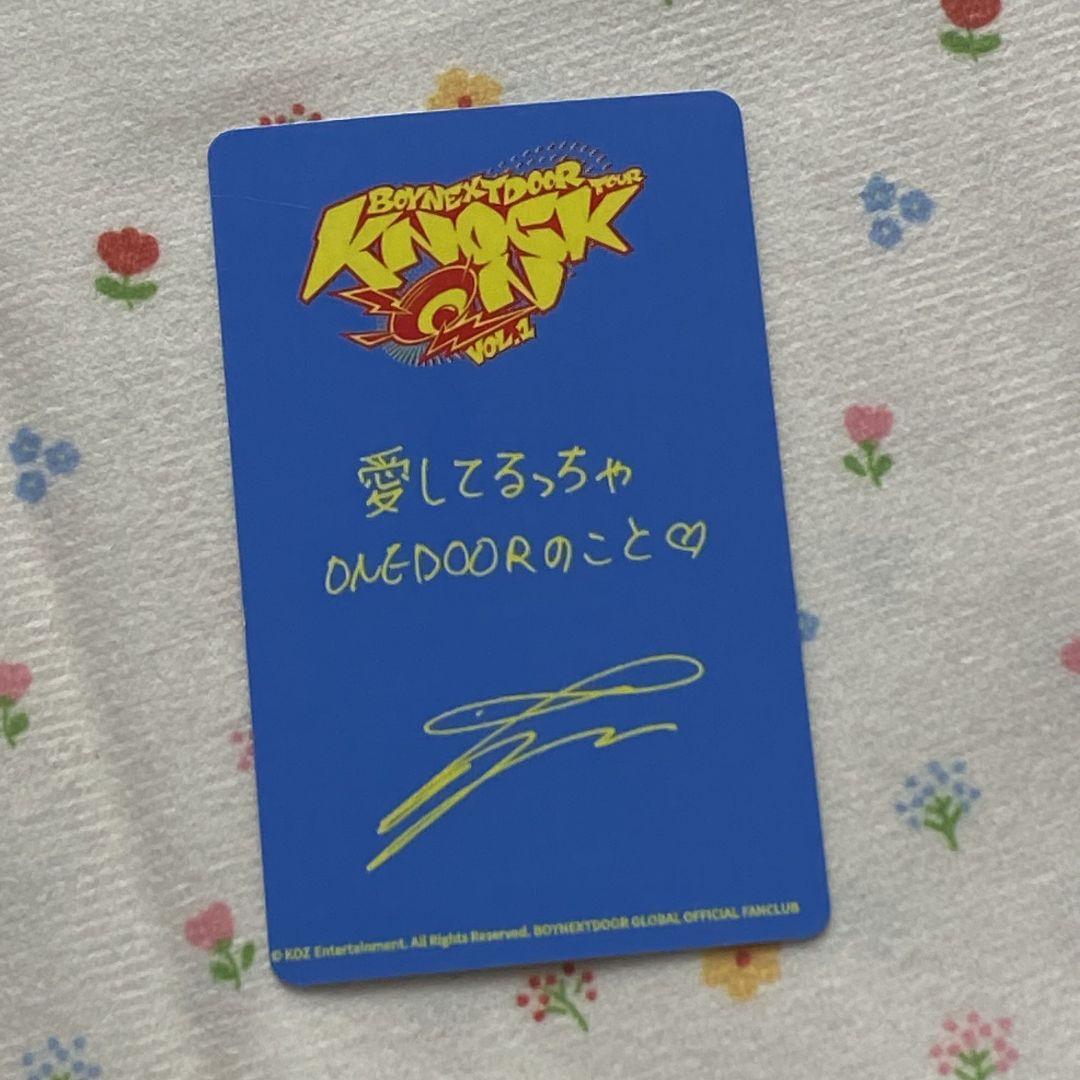 BOYNEXTDOOR TOUR
KNOCK
ON
VOL.1
愛してるっちゃ
ONEDOORのこと♡
© KOZ Entertainment. All Rights Reserved. BOYNEXTDOOR GLOBAL OFFICIAL FANCLUB